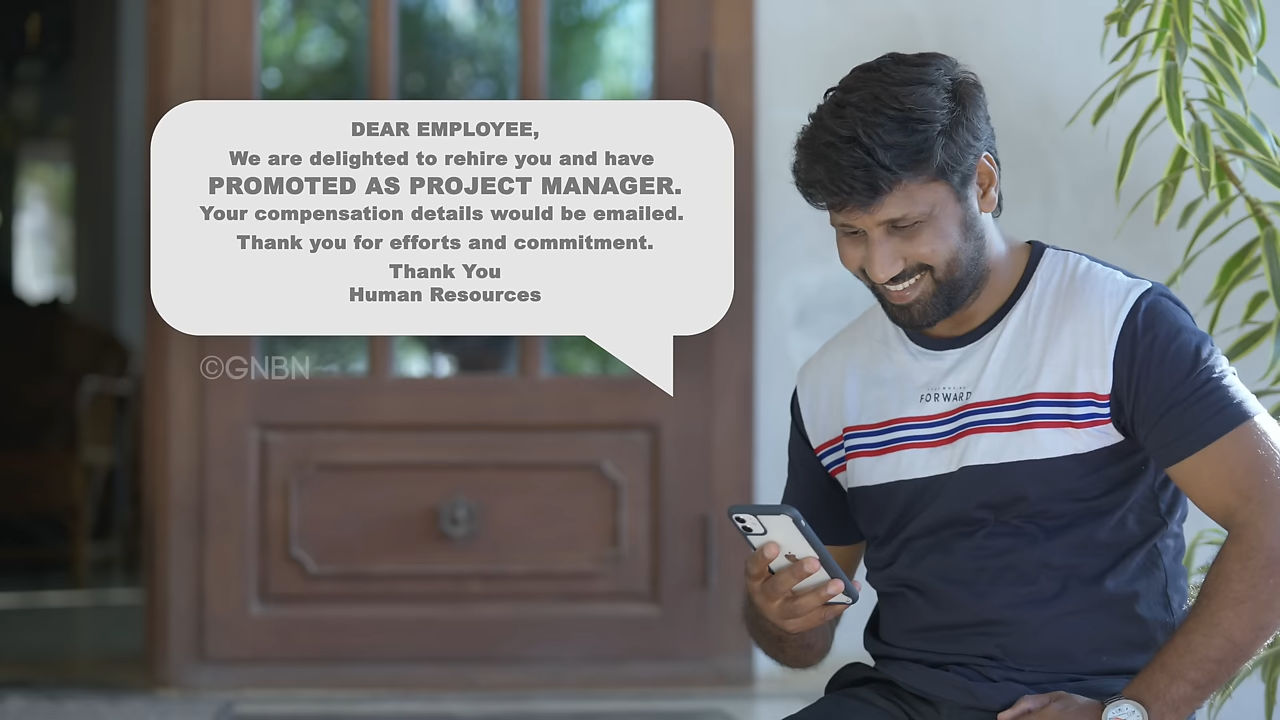 DEAR EMPLOYEE,
We are delighted to rehire you and have
PROMOTED AS PROJECT MANAGER.
Your compensation details would be emailed.
Thank you for efforts and commitment.
Thank You
Human Resources
©GNBN
FORWARD